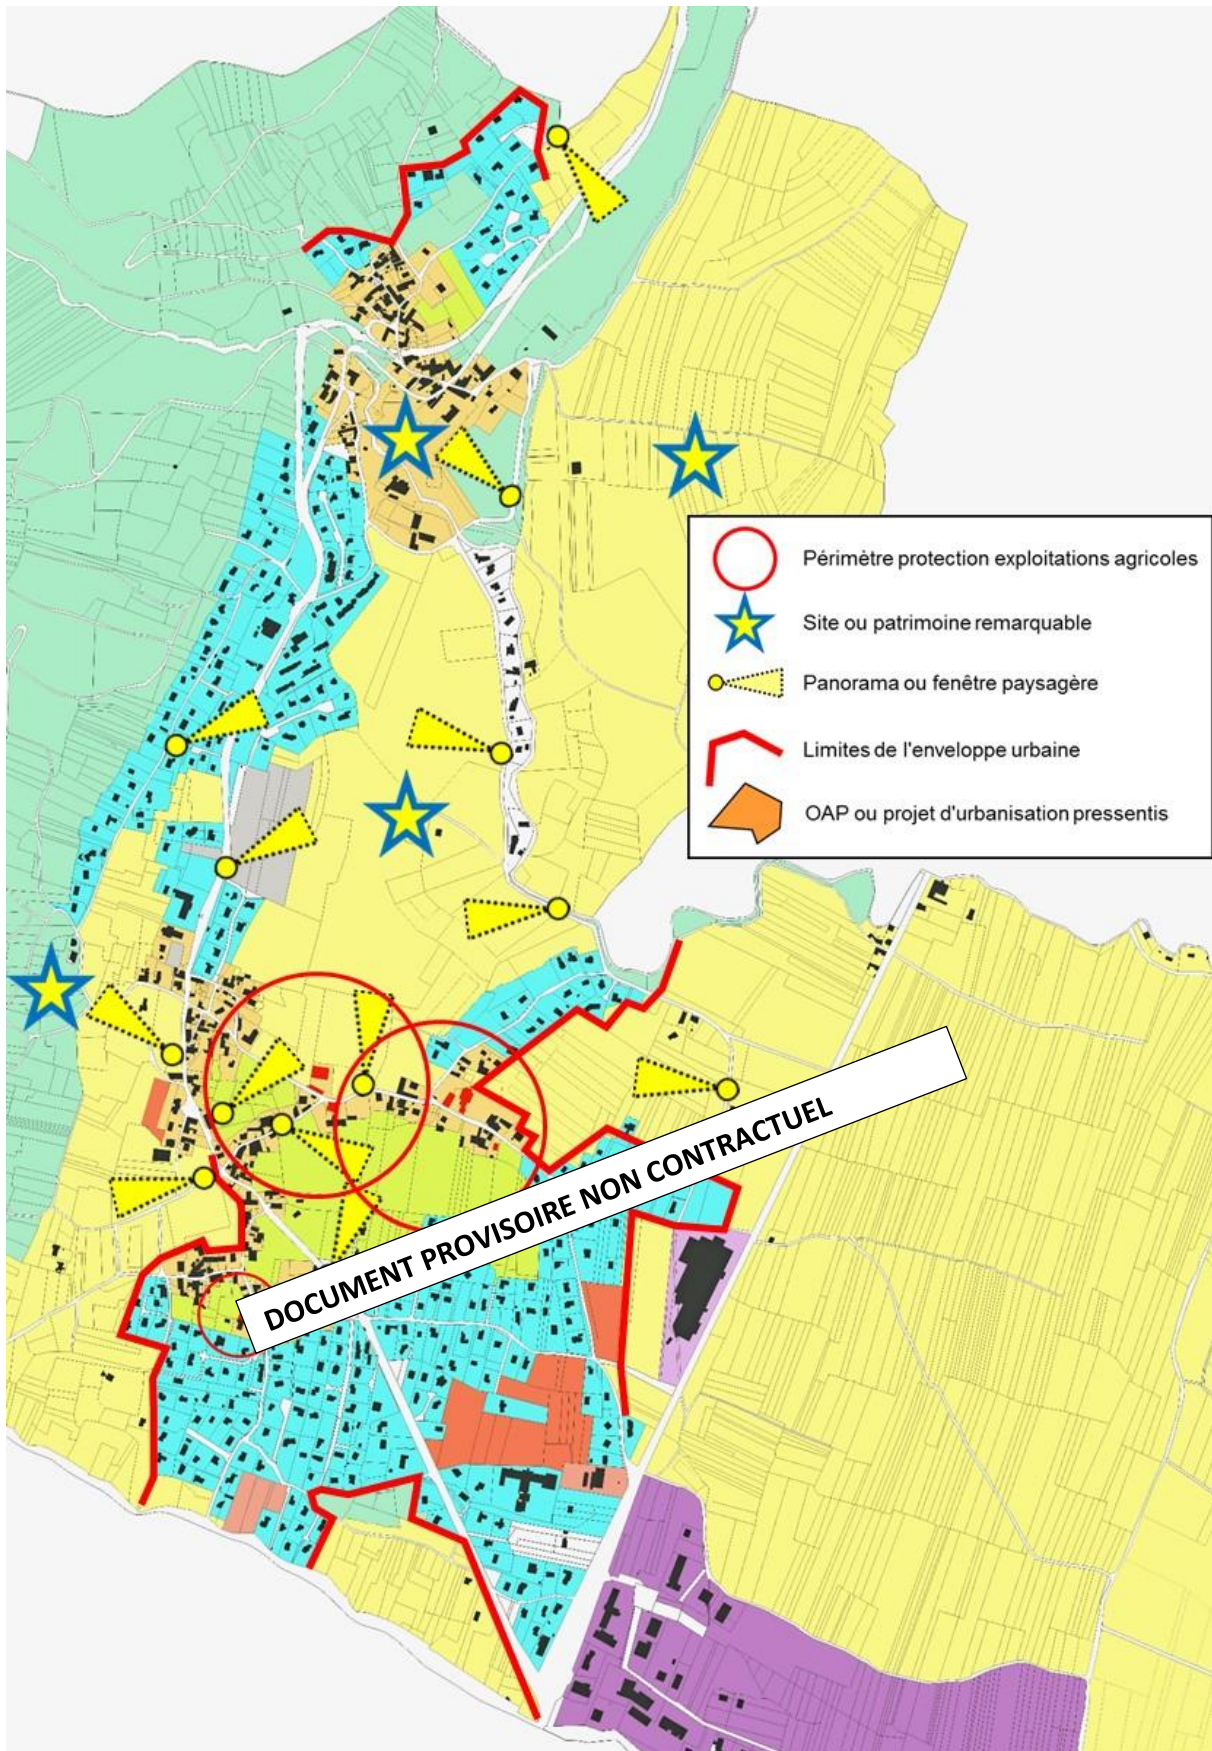 Périmètre protection exploitations agricoles
Site ou patrimoine remarquable
Panorama ou fenêtre paysagère
Limites de l'enveloppe urbaine
OAP ou projet d'urbanisation pressentis
DOCUMENT PROVISOIRE NON CONTRACTUEL